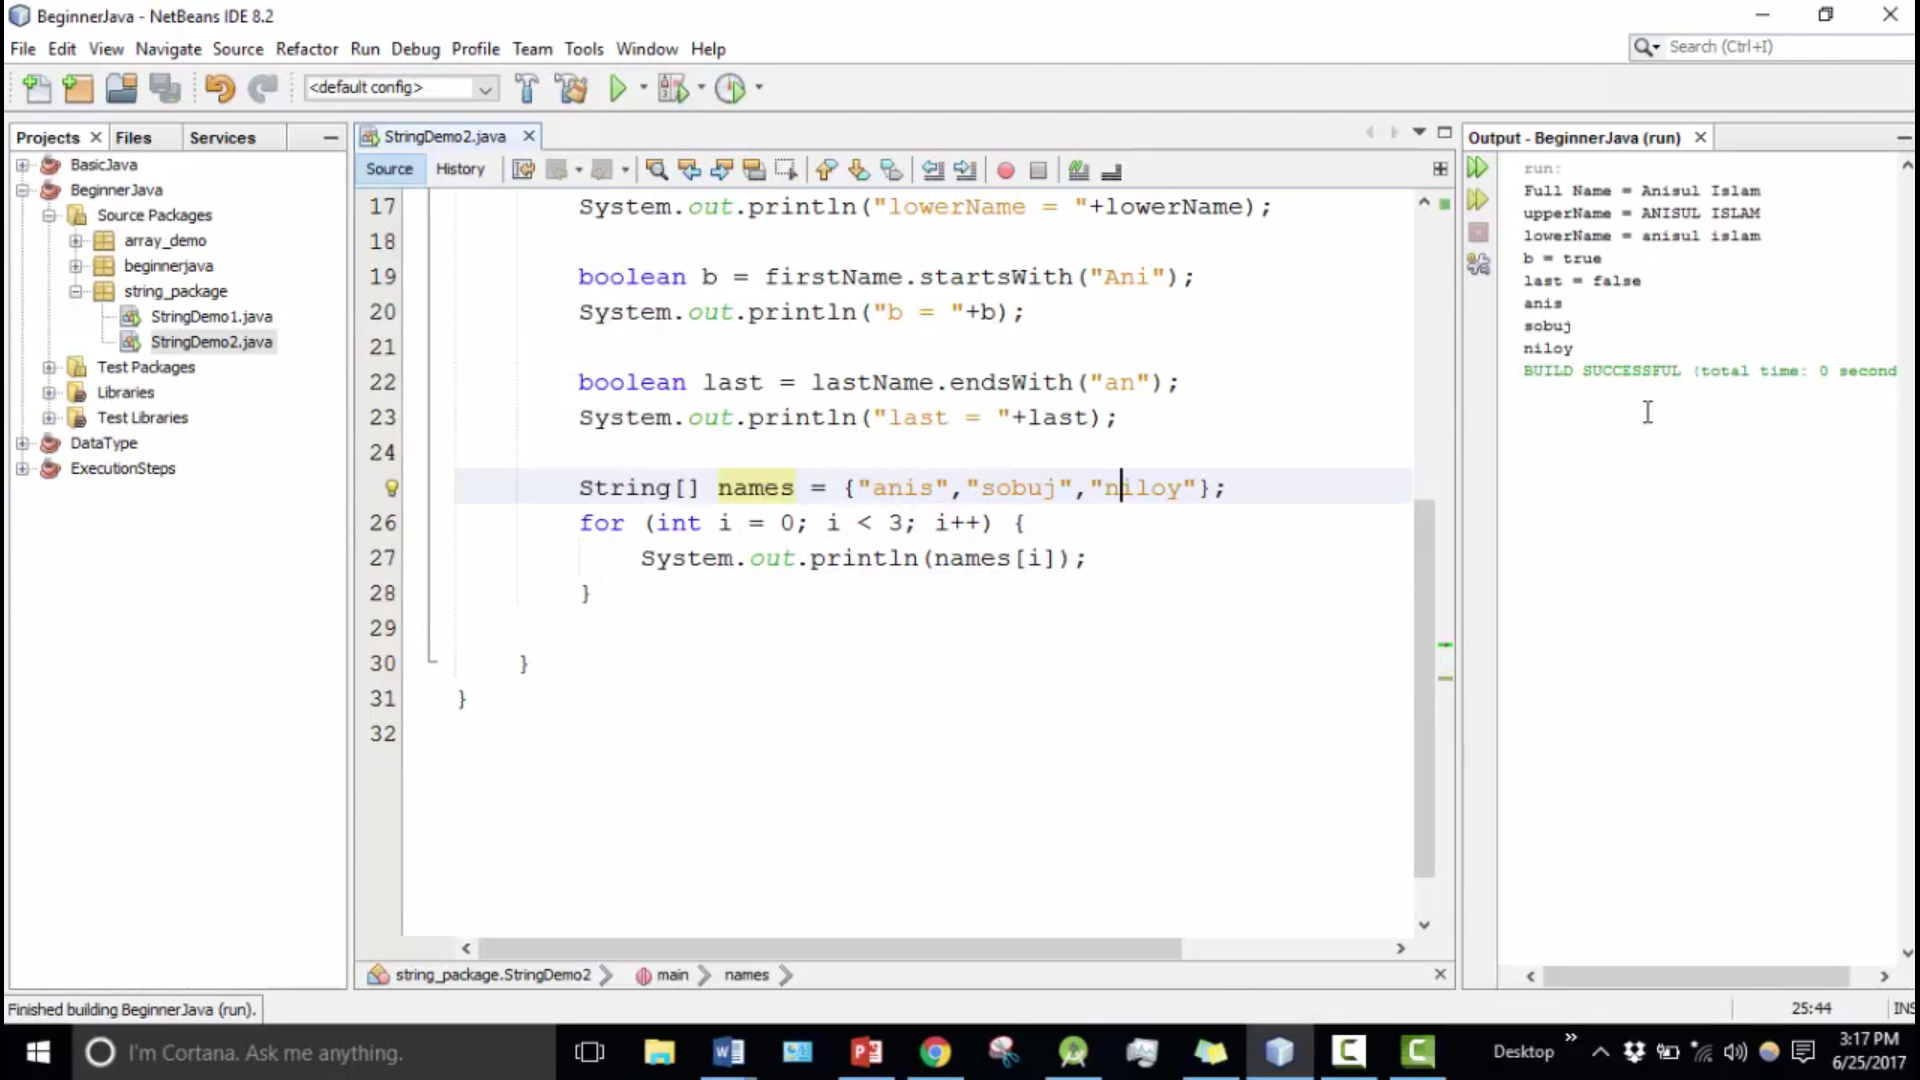 BeginnerJava - NetBeans IDE 8.2
File Edit View Navigate Source Refactor Run Debug Profile Team Tools Window Help
Search (Ctrl+I)
<default config>
Projects Files Services
BasicJava
BeginnerJava
Source Packages
array_demo
beginnerjava
string_package
StringDemo1.java
StringDemo2.java
Test Packages
Libraries
Test Libraries
DataType
ExecutionSteps
StringDemo2.java
Source History
17 System.out.println("lowerName = "+lowerName);
18
19 boolean b = firstName.startsWith("Ani");
20 System.out.println("b = "+b);
21
22 boolean last = lastName.endsWith("an");
23 System.out.println("last = "+last);
24
String[] names = {"anis","sobuj","niloy"};
26 for (int i = 0; i < 3; i++) {
27 System.out.println(names[i]);
28 }
29
30 }
31 }
32
string_package.StringDemo2 main names
Output - BeginnerJava (run)
run:
Full Name = Anisul Islam
upperName = ANISUL ISLAM
lowerName = anisul islam
b = true
last = false
anis
sobuj
niloy
BUILD SUCCESSFUL (total time: 0 second
Finished building BeginnerJava (run).
25:44 INS
I'm Cortana. Ask me anything.
Desktop
3:17 PM
6/25/2017